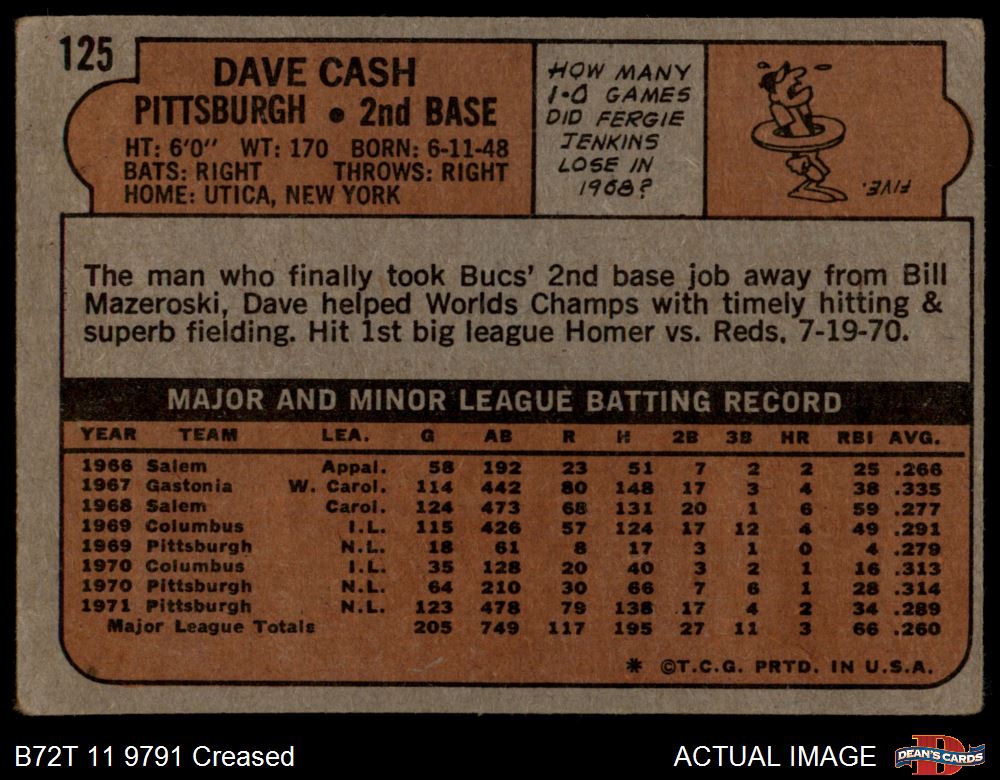 125
DAVE CASH
PITTSBURGH • 2nd BASE
HT: 6'0" WT: 170 BORN: 6-11-48
BATS: RIGHT THROWS: RIGHT
HOME: UTICA, NEW YORK
HOW MANY
1-0 GAMES
DID FERGIE
JENKINS
LOSE IN
1968?
FIVE.
The man who finally took Bucs' 2nd base job away from Bill
Mazeroski, Dave helped Worlds Champs with timely hitting &
superb fielding. Hit 1st big league Homer vs. Reds, 7-19-70.
MAJOR AND MINOR LEAGUE BATTING RECORD
YEAR TEAM LEA. G AB R H 2B 3B HR RBI AVG.
1966 Salem Appal. 58 192 23 51 7 2 2 25 .266
1967 Gastonia W. Carol. 114 442 80 148 17 3 4 38 .335
1968 Salem Carol. 124 473 68 131 20 1 6 59 .277
1969 Columbus I.L. 115 426 57 124 17 12 4 49 .291
1969 Pittsburgh N.L. 18 61 8 17 3 1 0 4 .279
1970 Columbus I.L. 35 128 20 40 3 2 1 16 .313
1970 Pittsburgh N.L. 64 210 30 66 7 6 1 28 .314
1971 Pittsburgh N.L. 123 478 79 138 17 4 2 34 .289
Major League Totals 205 749 117 195 27 11 3 66 .260
* ©T.C.G. PRTD. IN U.S.A.
B72T 11 9791 Creased
ACTUAL IMAGE
DEAN'S CARDS